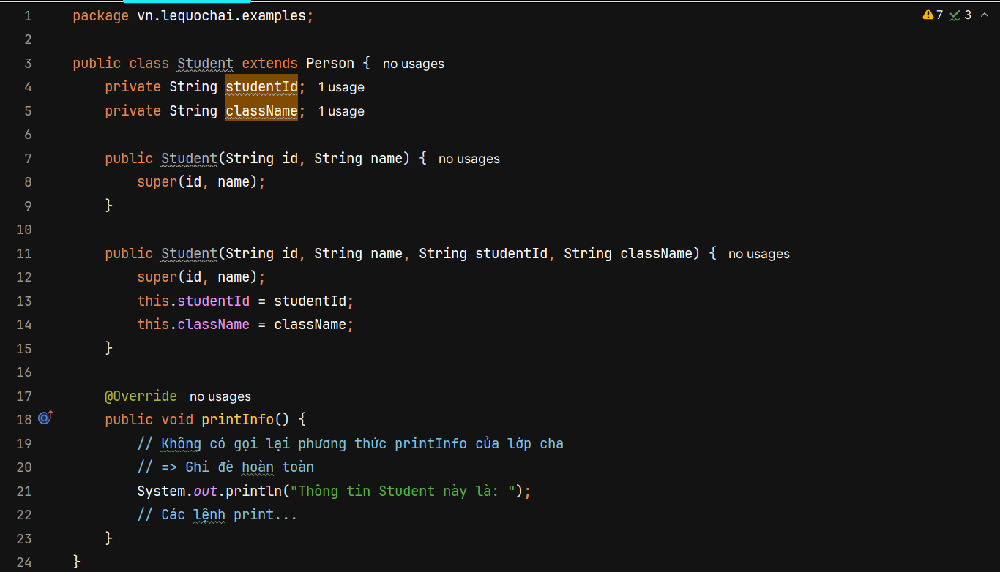 1 package vn.lequochai.examples; 7 3
2
3 public class Student extends Person { no usages
4 private String studentId; 1 usage
5 private String className; 1 usage
6
7 public Student(String id, String name) { no usages
8 super(id, name);
9 }
10
11 public Student(String id, String name, String studentId, String className) { no usages
12 super(id, name);
13 this.studentId = studentId;
14 this.className = className;
15 }
16
17 @Override no usages
18 public void printInfo() {
19 // Không có gọi lại phương thức printInfo của lớp cha
20 // => Ghi đè hoàn toàn
21 System.out.println("Thông tin Student này là: ");
22 // Các lệnh print...
23 }
24 }